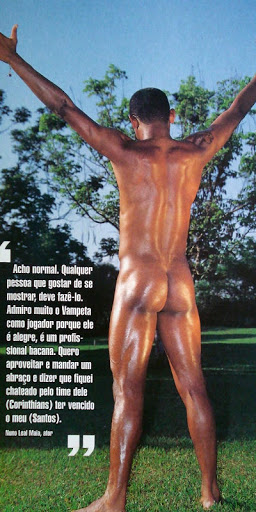 “
Acho normal. Qualquer
pessoa que gostar de se
mostrar, deve fazê-lo.
Admiro muito o Vampeta
como jogador porque ele
é alegre, é um profis-
sional bacana. Quero
aproveitar e mandar um
abraço e dizer que fiquei
chateado pelo time dele
(Corinthians) ter vencido
o meu (Santos).
Nuno Leal Maia, ator
”